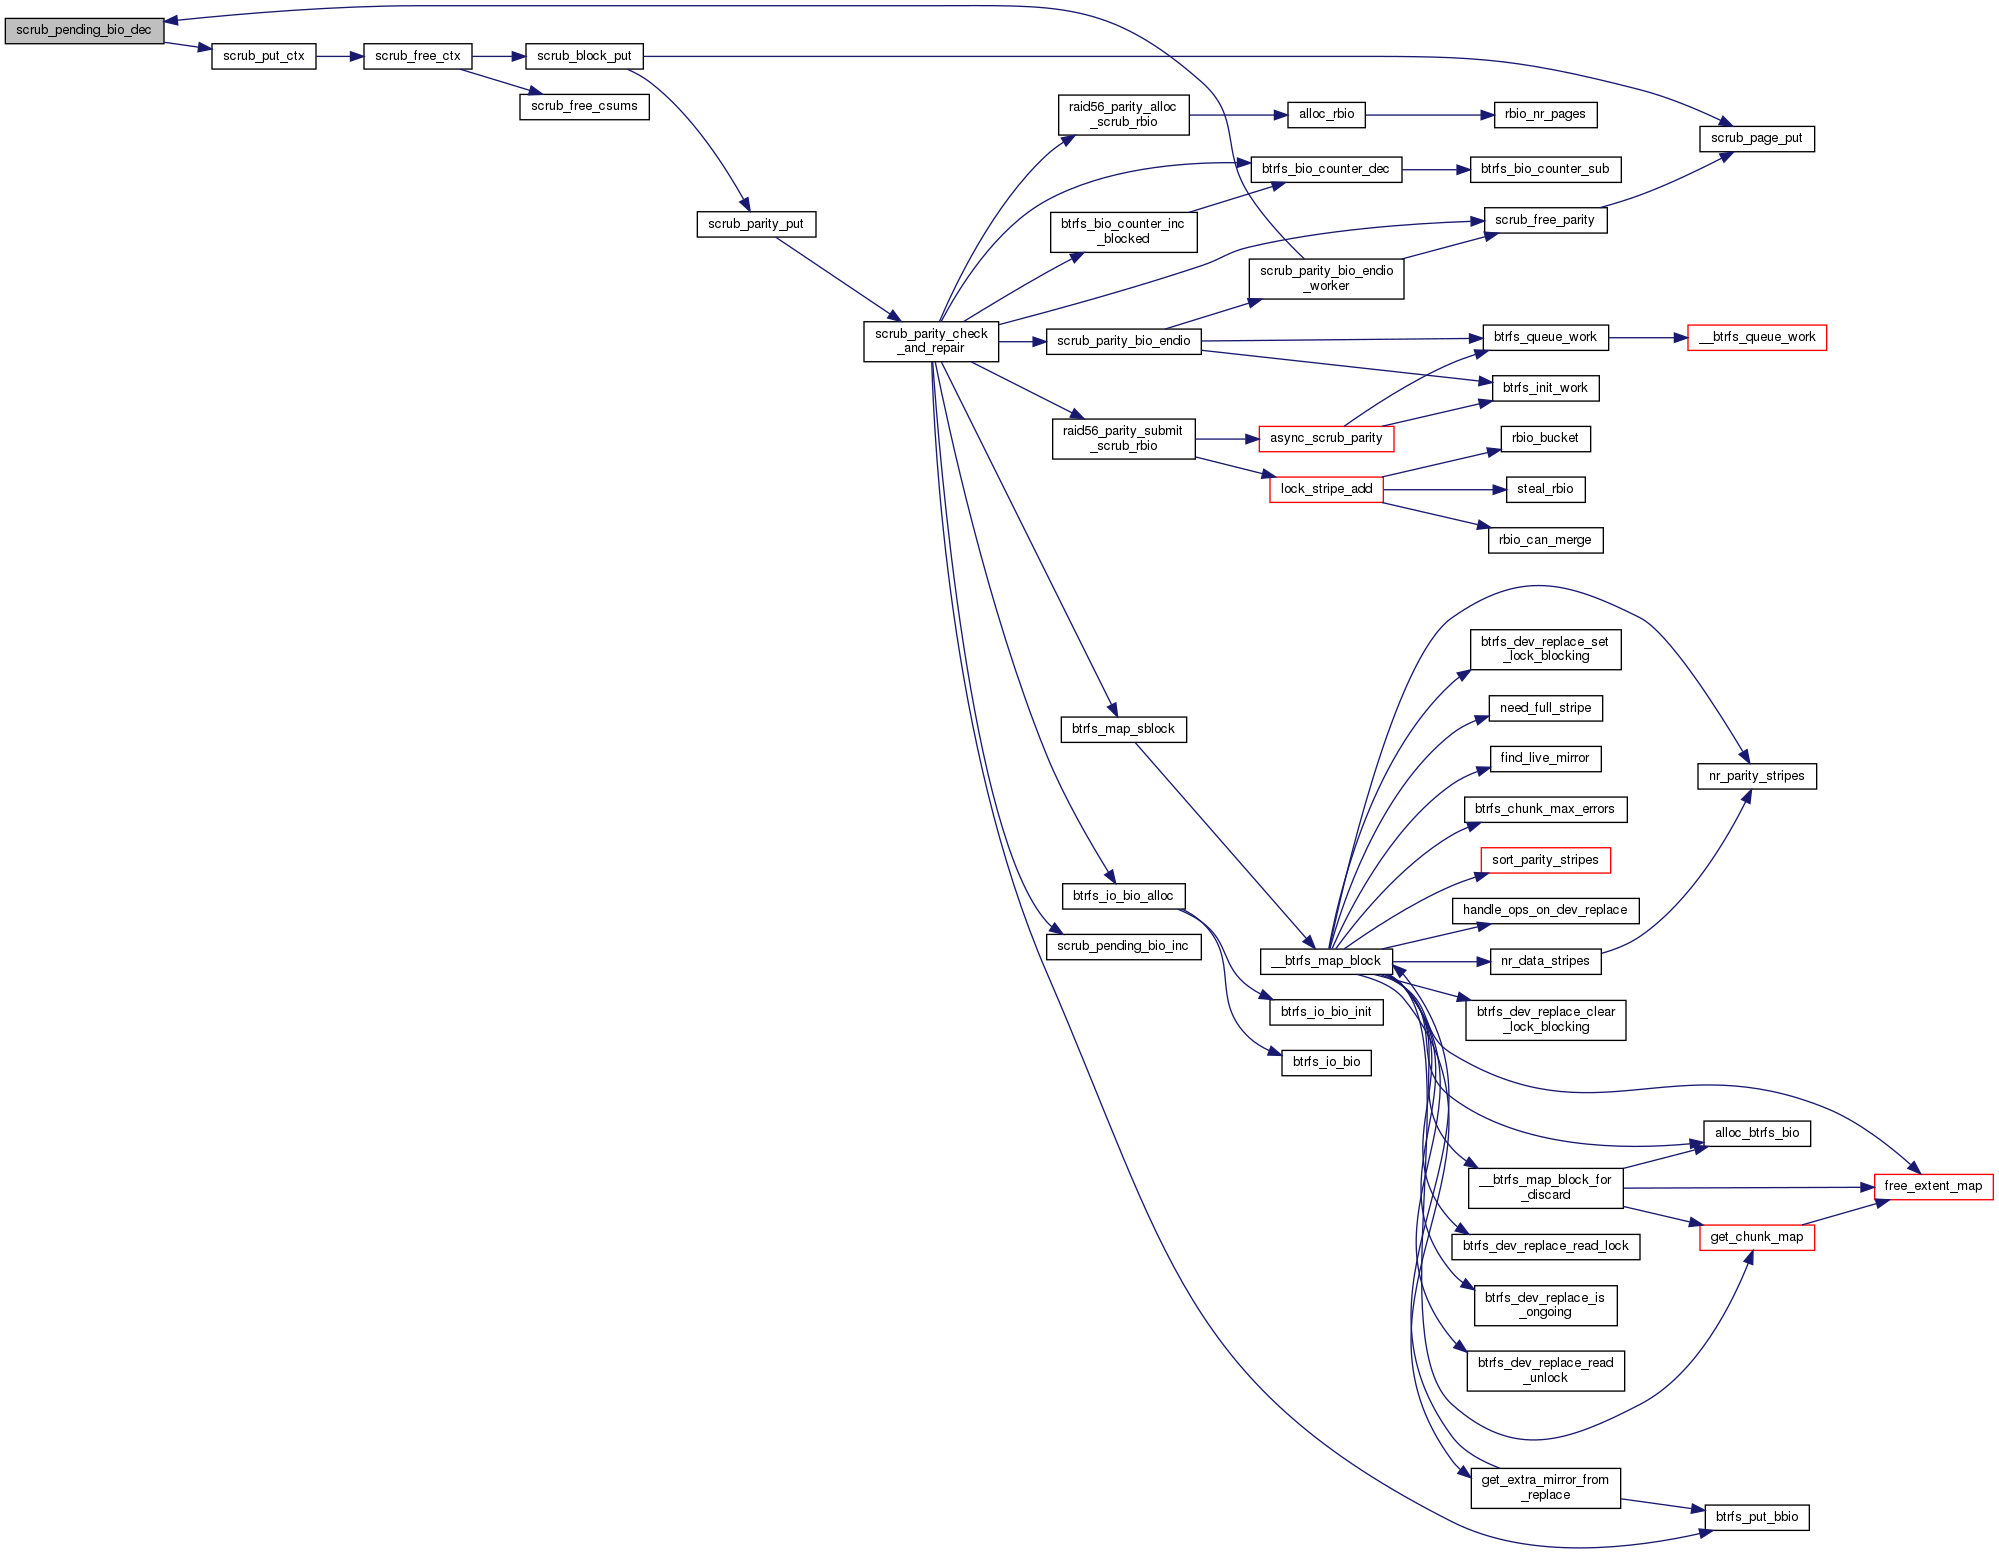 scrub_pending_bio_dec
scrub_put_ctx
scrub_free_ctx
scrub_block_put
scrub_free_csums
scrub_parity_put
scrub_parity_check
_and_repair
raid56_parity_alloc
_scrub_rbio
alloc_rbio
rbio_nr_pages
scrub_page_put
btrfs_bio_counter_dec
btrfs_bio_counter_sub
btrfs_bio_counter_inc
_blocked
scrub_free_parity
scrub_parity_bio_endio
_worker
scrub_parity_bio_endio
btrfs_queue_work
__btrfs_queue_work
btrfs_init_work
raid56_parity_submit
_scrub_rbio
async_scrub_parity
rbio_bucket
lock_stripe_add
steal_rbio
rbio_can_merge
btrfs_map_sblock
btrfs_dev_replace_set
_lock_blocking
need_full_stripe
find_live_mirror
nr_parity_stripes
btrfs_chunk_max_errors
sort_parity_stripes
btrfs_io_bio_alloc
handle_ops_on_dev_replace
scrub_pending_bio_inc
__btrfs_map_block
nr_data_stripes
btrfs_io_bio_init
btrfs_dev_replace_clear
_lock_blocking
btrfs_io_bio
alloc_btrfs_bio
__btrfs_map_block_for
_discard
free_extent_map
get_chunk_map
btrfs_dev_replace_read_lock
btrfs_dev_replace_is
_ongoing
btrfs_dev_replace_read
_unlock
get_extra_mirror_from
_replace
btrfs_put_bbio